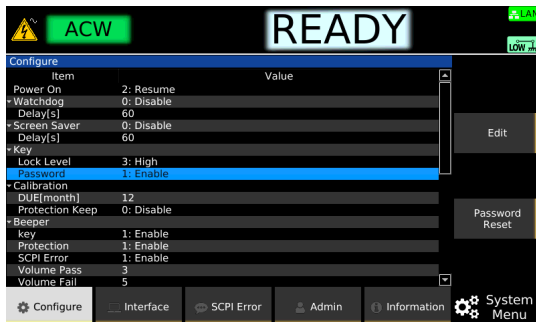 ACW
READY
LAN
LOW
Configure
Item Value
Power On 2: Resume
Watchdog 0: Disable
Delay[s] 60
Screen Saver 0: Disable
Delay[s] 60
Key
Lock Level 3: High
Password 1: Enable
Calibration
DUE[month] 12
Protection Keep 0: Disable
Beeper
key 1: Enable
Protection 1: Enable
SCPI Error 1: Enable
Volume Pass 3
Volume Fail 5
Edit
Password
Reset
Configure Interface SCPI Error Admin Information
System
Menu